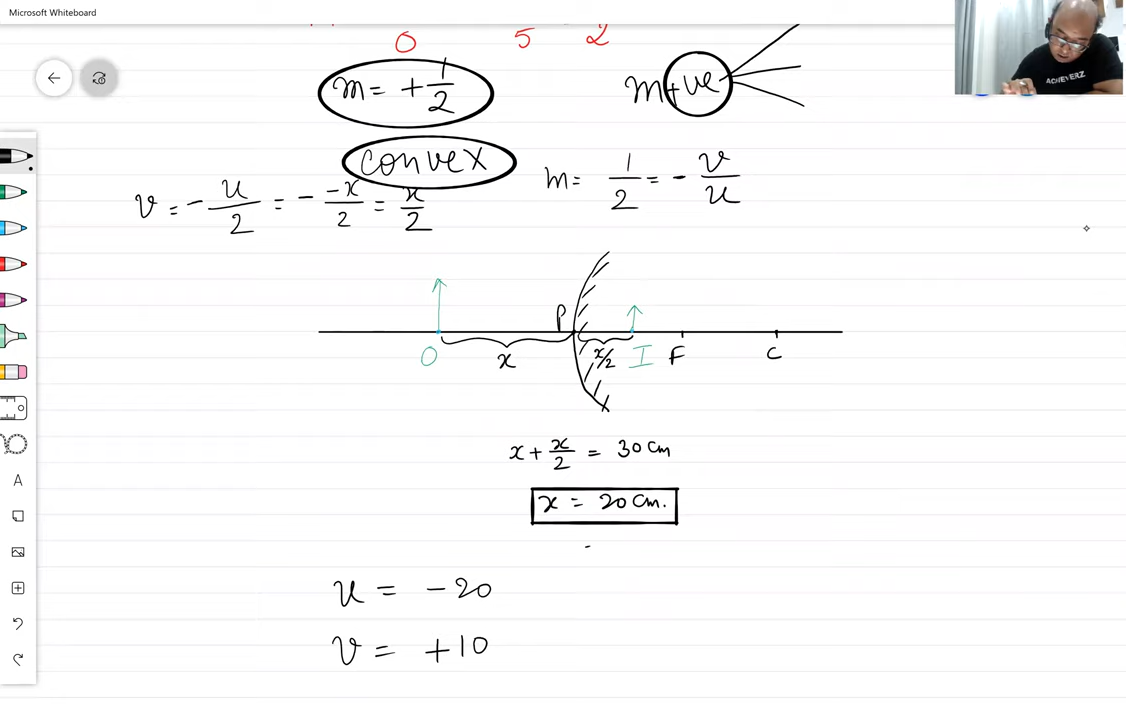 Microsoft Whiteboard
0 5 2
m = + 1/2
m +ve
ACHIEVERZ
convex
m = 1/2 = - v/u
v = - u/2 = - -x/2 = x/2
P
O x x/2 I F C
x + x/2 = 30 cm
x = 20 cm.
u = -20
v = +10
A